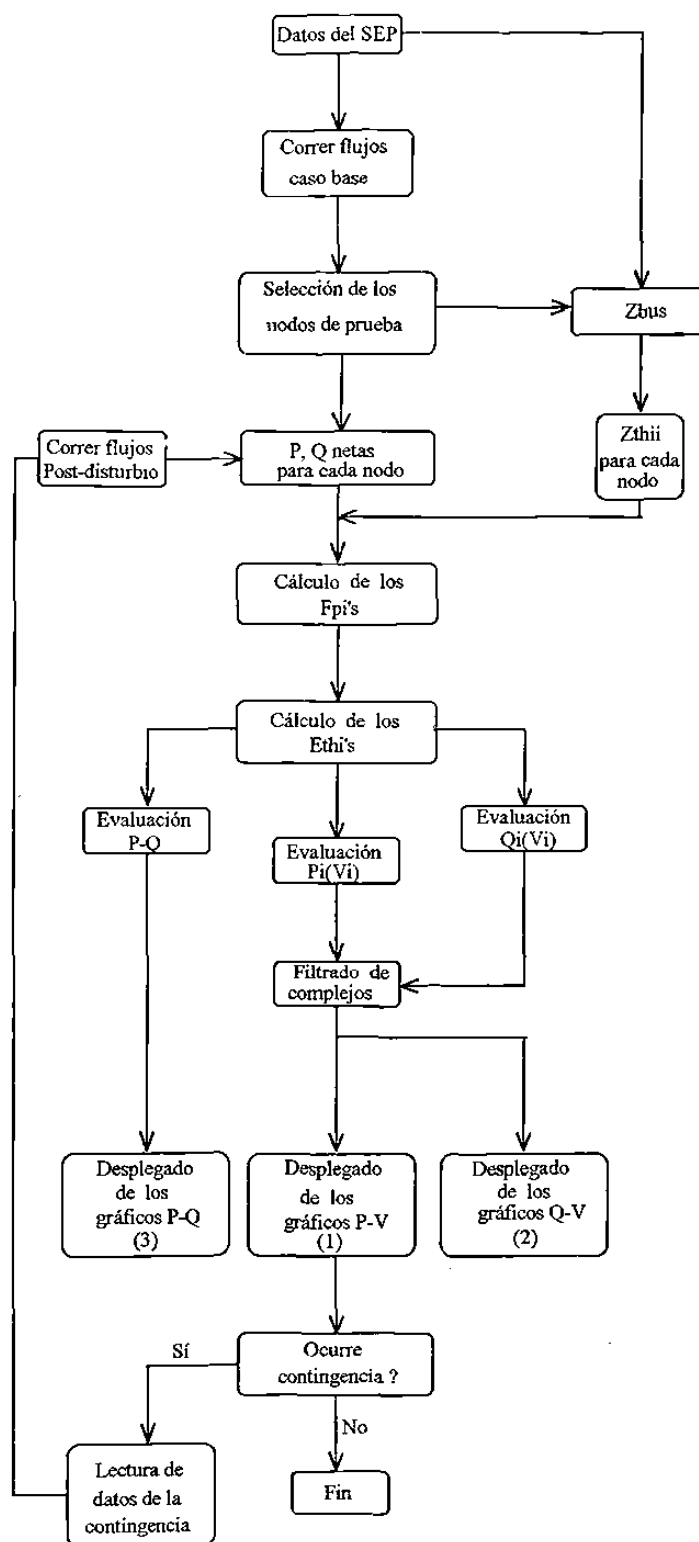 Datos del SEP
Correr flujos
caso base
Selección de los
nodos de prueba
Zbus
Correr flujos
Post-disturbio
P, Q netas
para cada nodo
Zthii
para cada
nodo
Cálculo de los
Fpi's
Cálculo de los
Ethi's
Evaluación
P-Q
Evaluación
Pi(Vi)
Evaluación
Qi(Vi)
Filtrado de
complejos
Desplegado
de los
gráficos P-Q
(3)
Desplegado
de los
gráficos P-V
(1)
Desplegado
de los
gráficos Q-V
(2)
Ocurre
contingencia ?
Sí
No
Lectura de
datos de la
contingencia
Fin